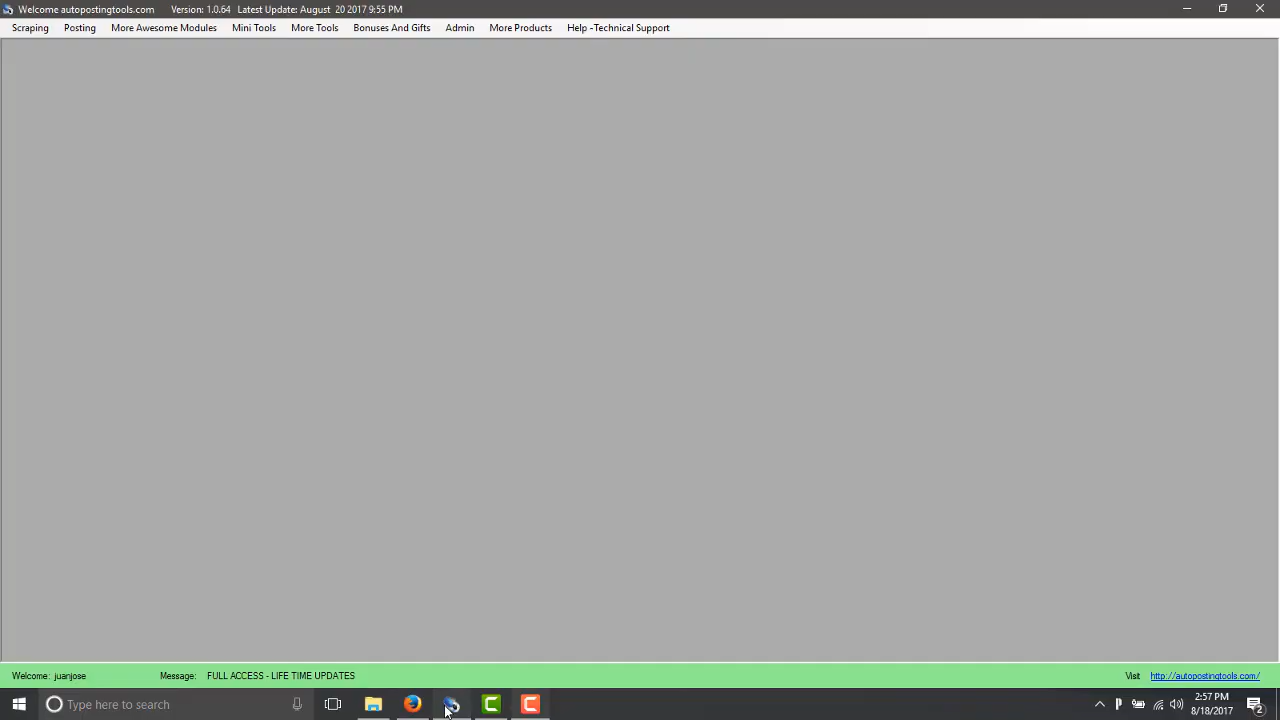 Welcome autopostingtools.com Version: 1.0.64 Latest Update: August 20 2017 9:55 PM
Scraping Posting More Awesome Modules Mini Tools More Tools Bonuses And Gifts Admin More Products Help -Technical Support
Welcome: juanjose Message: FULL ACCESS - LIFE TIME UPDATES Visit http://autopostingtools.com/
Type here to search
2:57 PM
8/18/2017
2